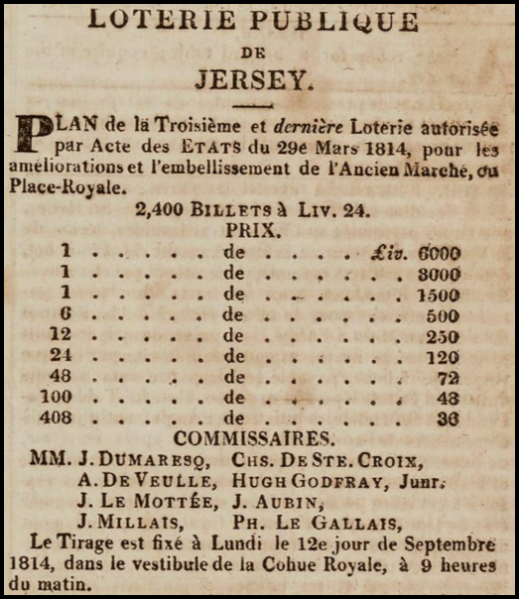 LOTERIE PUBLIQUE
DE
JERSEY.
PLAN de la Troisième et dernière Loterie autorisée
par Acte des ETATS du 29e Mars 1814, pour les
améliorations et l'embellissement de l'Ancien Marché, ou
Place-Royale.
2,400 BILLETS à LIV. 24.
PRIX.
1 . . . . . de . . . . . Liv. 6000
1 . . . . . de . . . . . . 3000
1 . . . . . de . . . . . . 1500
6 . . . . . de . . . . . . 500
12 . . . . . de . . . . . . 250
24 . . . . . de . . . . . . 120
48 . . . . . de . . . . . . 72
100 . . . . . de . . . . . . 48
408 . . . . . de . . . . . . 36
COMMISSAIRES.
MM. J. DUMARESQ, CHS. DE STE. CROIX,
A. DE VEULLE, HUGH GODFRAY, Junr.
J. LE MOTTÉE, J. AUBIN,
J. MILLAIS, PH. LE GALLAIS,
Le Tirage est fixé à Lundi le 12e jour de Septembre
1814, dans le vestibule de la Cohue Royale, à 9 heures
du matin.